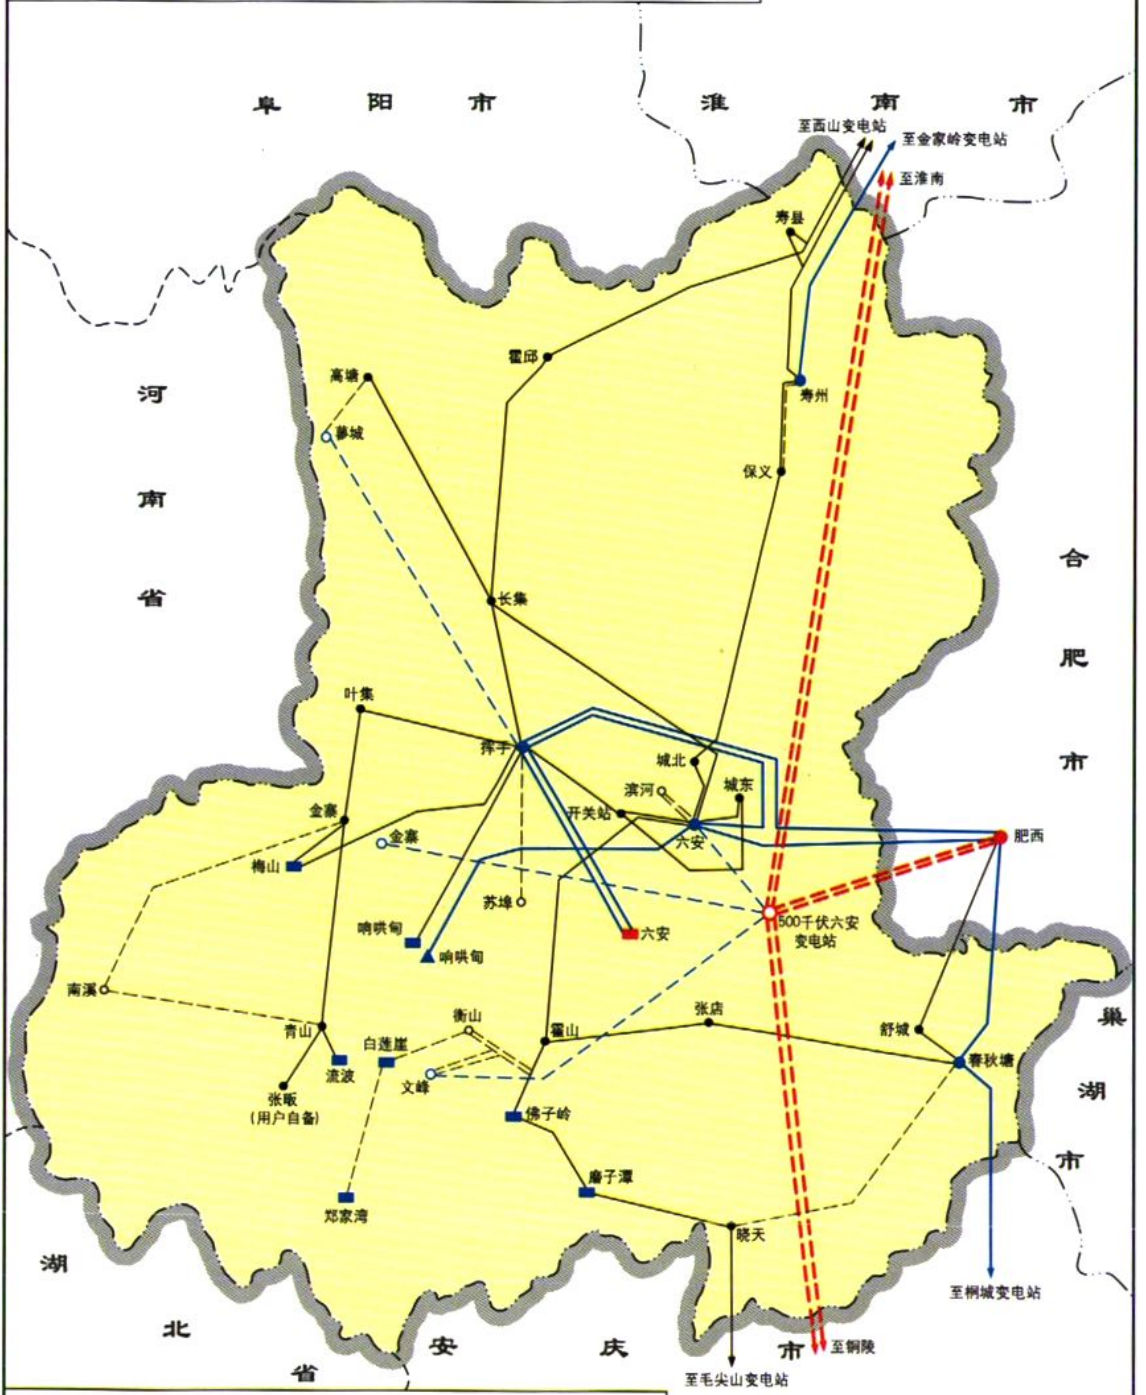 阜阳市
淮南市
至西山变电站
至金家岭变电站
至淮南
寿县
霍邱
高塘
寿州
河南省
蓼城
保义
合肥市
长集
叶集
挥手
城北
滨河
城东
金寨
开关站
金寨
六安
肥西
梅山
苏埠
响哄甸
六安
500千伏六安
变电站
响哄甸
南溪
衡山
张店
青山
霍山
舒城
巢湖市
白莲崖
春秋塘
流波
文峰
张畈
(用户自备)
佛子岭
磨子潭
郑家湾
晓天
湖北省
至桐城变电站
安庆市
至铜陵
至毛尖山变电站